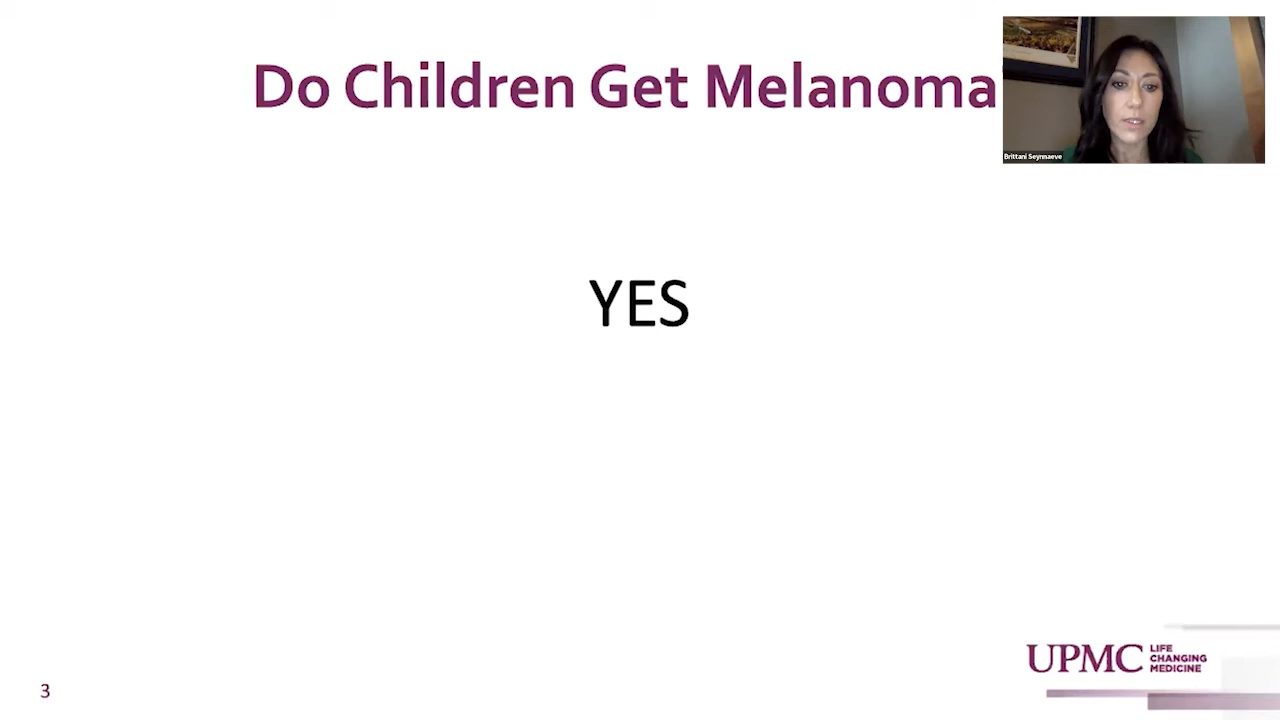 Do Children Get Melanoma
Brittani Seynnaeve
YES
UPMC
LIFE
CHANGING
MEDICINE
3